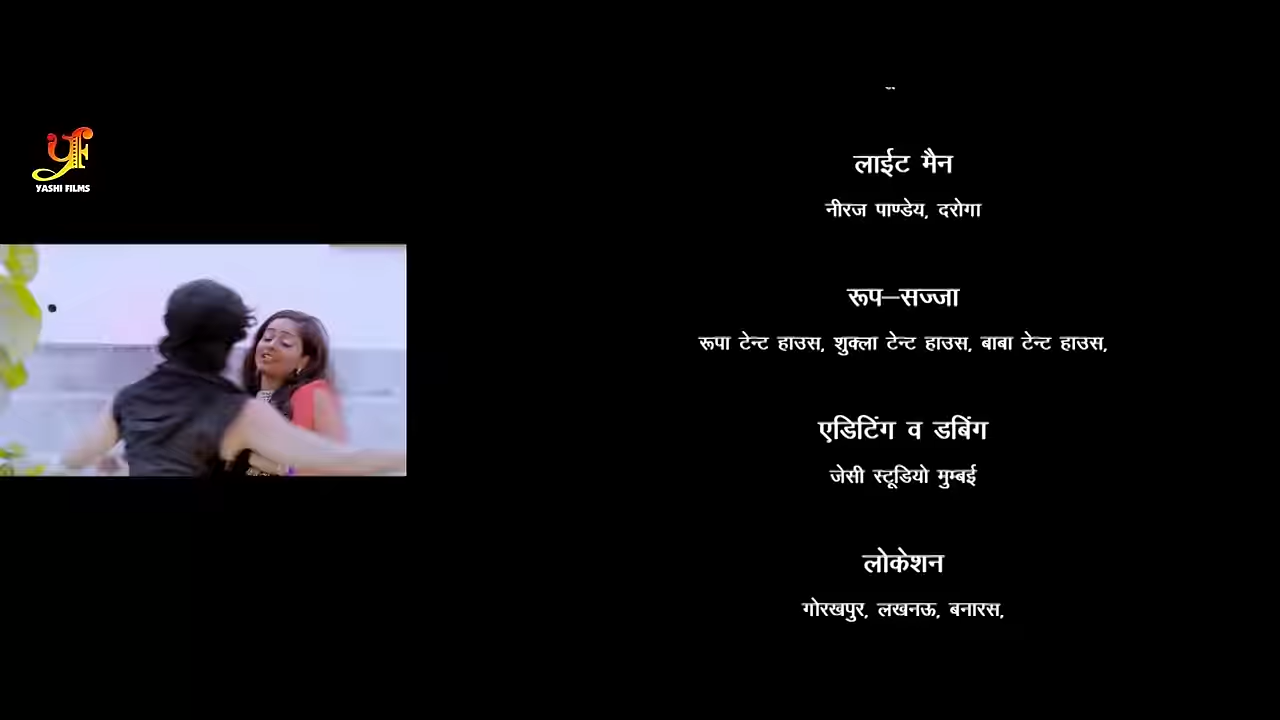 YASHI FILMS
लाईट मैन
नीरज पाण्डेय, दरोगा
रूप–सज्जा
रूपा टेन्ट हाउस, शुक्ला टेन्ट हाउस, बाबा टेन्ट हाउस,
एडिटिंग व डबिंग
जेसी स्टूडियो मुम्बई
लोकेशन
गोरखपुर, लखनऊ, बनारस,